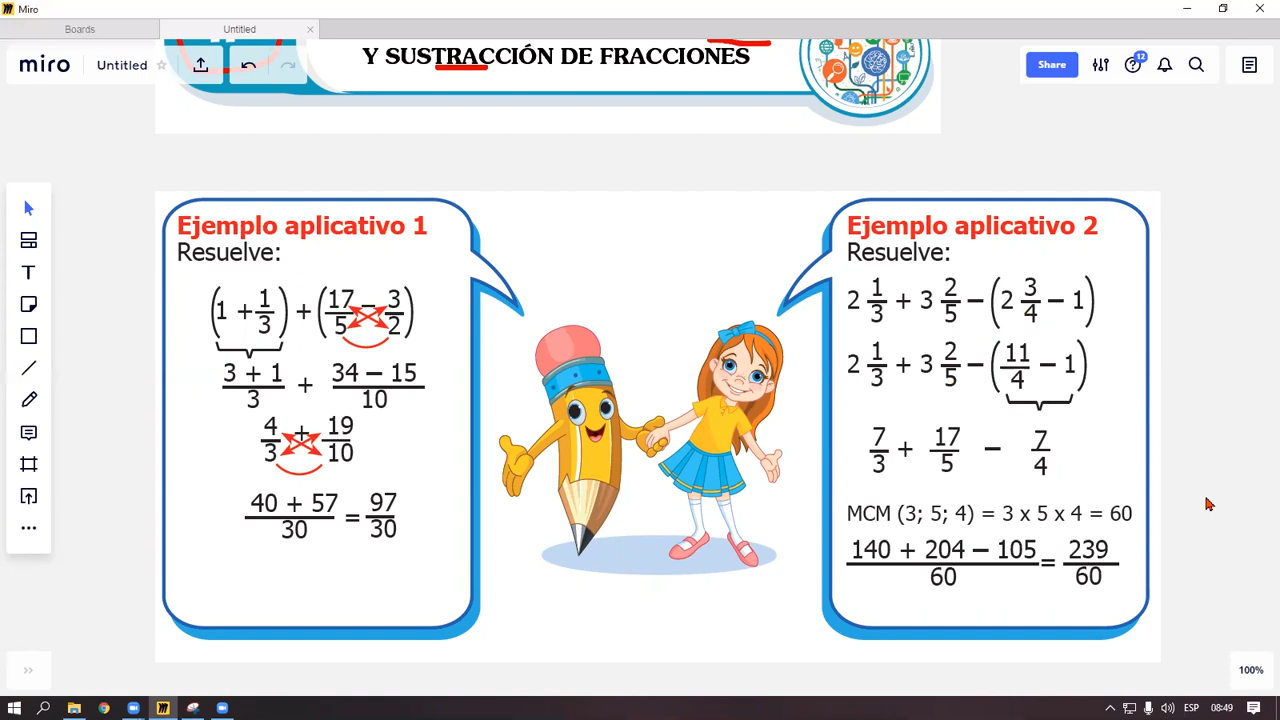 Miro
Boards
Untitled
miro
Untitled
Share
12
Y SUSTRACCIÓN DE FRACCIONES
Ejemplo aplicativo 1
Resuelve:
(1 + 1/3) + (17/5 − 3/2)
3 + 1/3 + 34 − 15/10
4/3 + 19/10
40 + 57/30 = 97/30
Ejemplo aplicativo 2
Resuelve:
2 1/3 + 3 2/5 − (2 3/4 − 1)
2 1/3 + 3 2/5 − (11/4 − 1)
7/3 + 17/5 − 7/4
MCM (3; 5; 4) = 3 x 5 x 4 = 60
140 + 204 − 105/60 = 239/60
100%
ESP
08:49